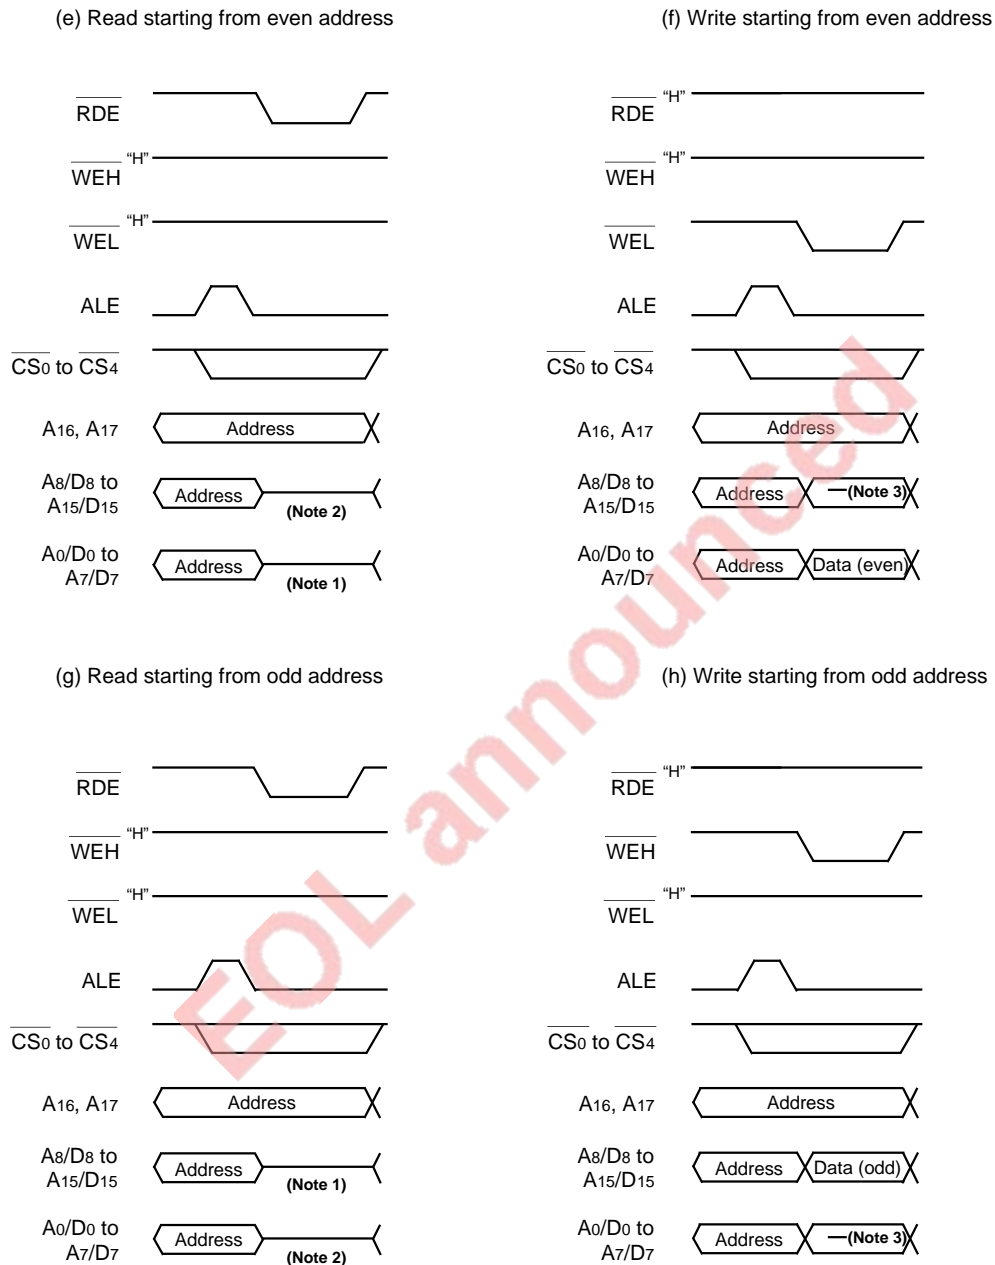 (e) Read starting from even address
RDE
“H”
WEH
“H”
WEL
ALE
CS0 to CS4
A16, A17
Address
A8/D8 to
A15/D15
Address
(Note 2)
A0/D0 to
A7/D7
Address
(Note 1)
(f) Write starting from even address
“H”
RDE
“H”
WEH
WEL
ALE
CS0 to CS4
A16, A17
Address
A8/D8 to
A15/D15
Address
(Note 3)
A0/D0 to
A7/D7
Address
Data (even)
(g) Read starting from odd address
RDE
“H”
WEH
“H”
WEL
ALE
CS0 to CS4
A16, A17
Address
A8/D8 to
A15/D15
Address
(Note 1)
A0/D0 to
A7/D7
Address
(Note 2)
(h) Write starting from odd address
“H”
RDE
WEH
“H”
WEL
ALE
CS0 to CS4
A16, A17
Address
A8/D8 to
A15/D15
Address
Data (odd)
A0/D0 to
A7/D7
Address
(Note 3)
EOL announced